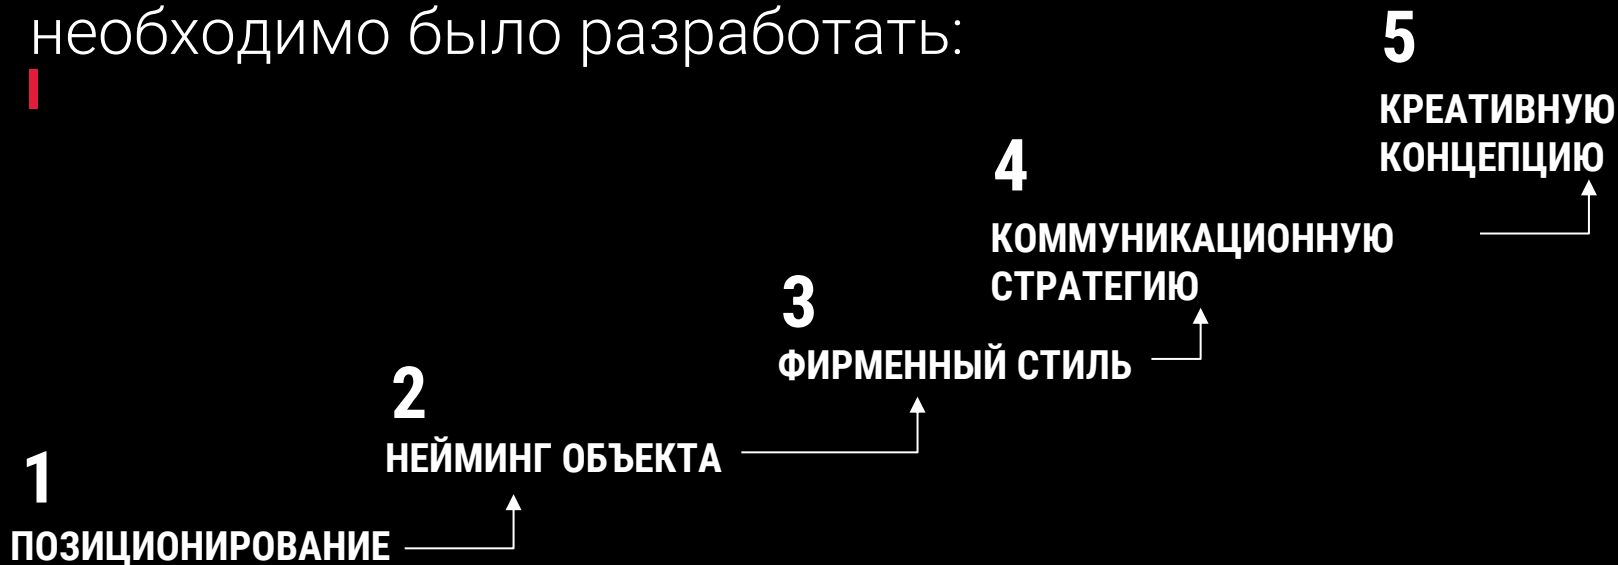 необходимо было разработать:
1
ПОЗИЦИОНИРОВАНИЕ
2
НЕЙМИНГ ОБЪЕКТА
3
ФИРМЕННЫЙ СТИЛЬ
4
КОММУНИКАЦИОННУЮ
СТРАТЕГИЮ
5
КРЕАТИВНУЮ
КОНЦЕПЦИЮ